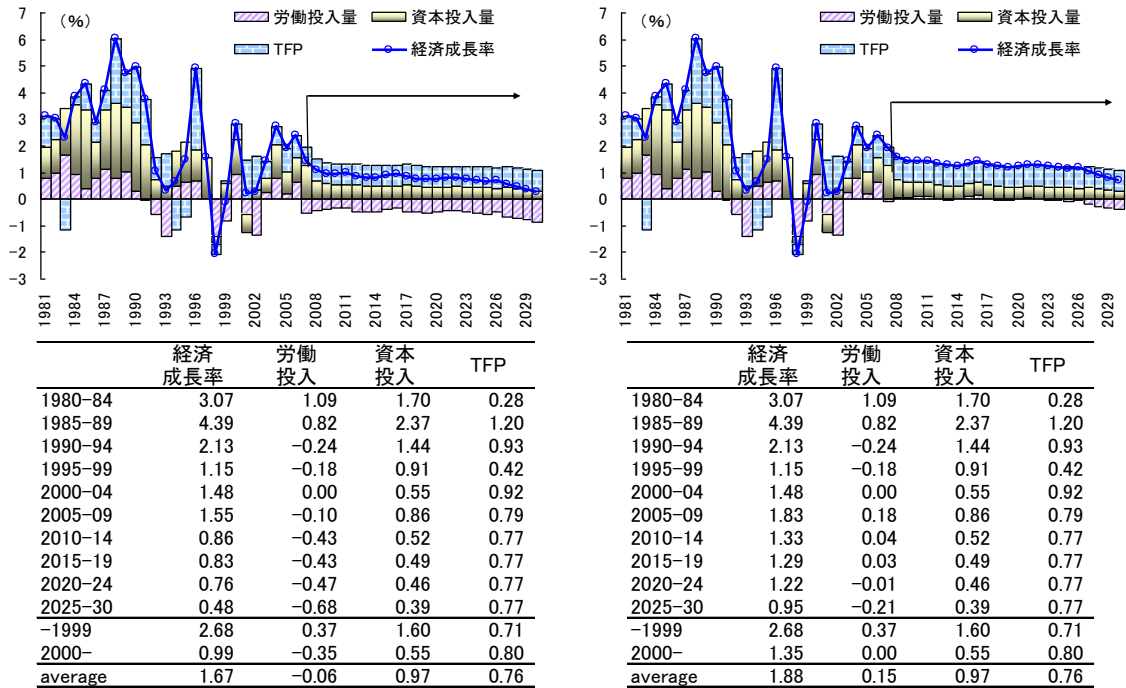 (%)
労働投入量 資本投入量
TFP 経済成長率
7
6
5
4
3
2
1
0
-1
-2
-3
1981 1984 1987 1990 1993 1996 1999 2002 2005 2008 2011 2014 2017 2020 2023 2026 2029
経済成長率 労働投入 資本投入 TFP
1980-84 3.07 1.09 1.70 0.28
1985-89 4.39 0.82 2.37 1.20
1990-94 2.13 -0.24 1.44 0.93
1995-99 1.15 -0.18 0.91 0.42
2000-04 1.48 0.00 0.55 0.92
2005-09 1.55 -0.10 0.86 0.79
2010-14 0.86 -0.43 0.52 0.77
2015-19 0.83 -0.43 0.49 0.77
2020-24 0.76 -0.47 0.46 0.77
2025-30 0.48 -0.68 0.39 0.77
-1999 2.68 0.37 1.60 0.71
2000- 0.99 -0.35 0.55 0.80
average 1.67 -0.06 0.97 0.76
(%)
労働投入量 資本投入量
TFP 経済成長率
7
6
5
4
3
2
1
0
-1
-2
-3
1981 1984 1987 1990 1993 1996 1999 2002 2005 2008 2011 2014 2017 2020 2023 2026 2029
経済成長率 労働投入 資本投入 TFP
1980-84 3.07 1.09 1.70 0.28
1985-89 4.39 0.82 2.37 1.20
1990-94 2.13 -0.24 1.44 0.93
1995-99 1.15 -0.18 0.91 0.42
2000-04 1.48 0.00 0.55 0.92
2005-09 1.83 0.18 0.86 0.79
2010-14 1.33 0.04 0.52 0.77
2015-19 1.29 0.03 0.49 0.77
2020-24 1.22 -0.01 0.46 0.77
2025-30 0.95 -0.21 0.39 0.77
-1999 2.68 0.37 1.60 0.71
2000- 1.35 0.00 0.55 0.80
average 1.88 0.15 0.97 0.76